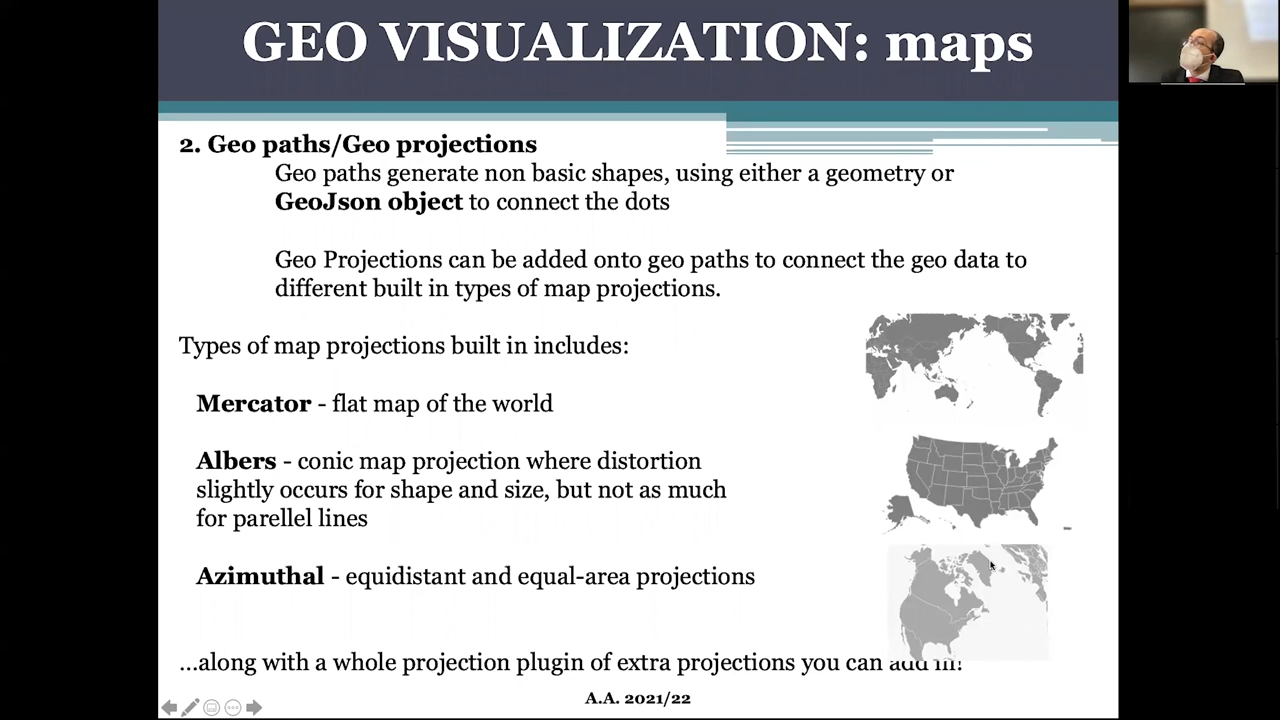 GEO VISUALIZATION: maps
2. Geo paths/Geo projections
Geo paths generate non basic shapes, using either a geometry or
GeoJson object to connect the dots
Geo Projections can be added onto geo paths to connect the geo data to
different built in types of map projections.
Types of map projections built in includes:
Mercator - flat map of the world
Albers - conic map projection where distortion
slightly occurs for shape and size, but not as much
for parellel lines
Azimuthal - equidistant and equal-area projections
...along with a whole projection plugin of extra projections you can add in!
A.A. 2021/22